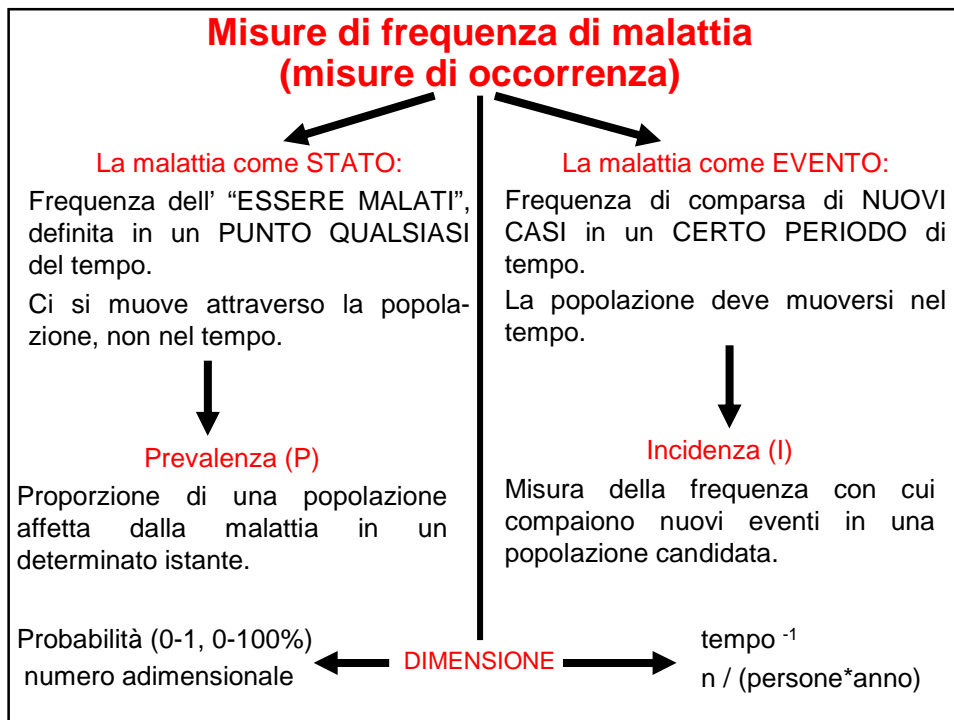 Misure di frequenza di malattia
(misure di occorrenza)
La malattia come STATO:
Frequenza dell' “ESSERE MALATI”,
definita in un PUNTO QUALSIASI
del tempo.
Ci si muove attraverso la popola-
zione, non nel tempo.
Prevalenza (P)
Proporzione di una popolazione
affetta dalla malattia in un
determinato istante.
Probabilità (0-1, 0-100%)
numero adimensionale
La malattia come EVENTO:
Frequenza di comparsa di NUOVI
CASI in un CERTO PERIODO di
tempo.
La popolazione deve muoversi nel
tempo.
Incidenza (I)
Misura della frequenza con cui
compaiono nuovi eventi in una
popolazione candidata.
tempo -1
n / (persone*anno)
DIMENSIONE